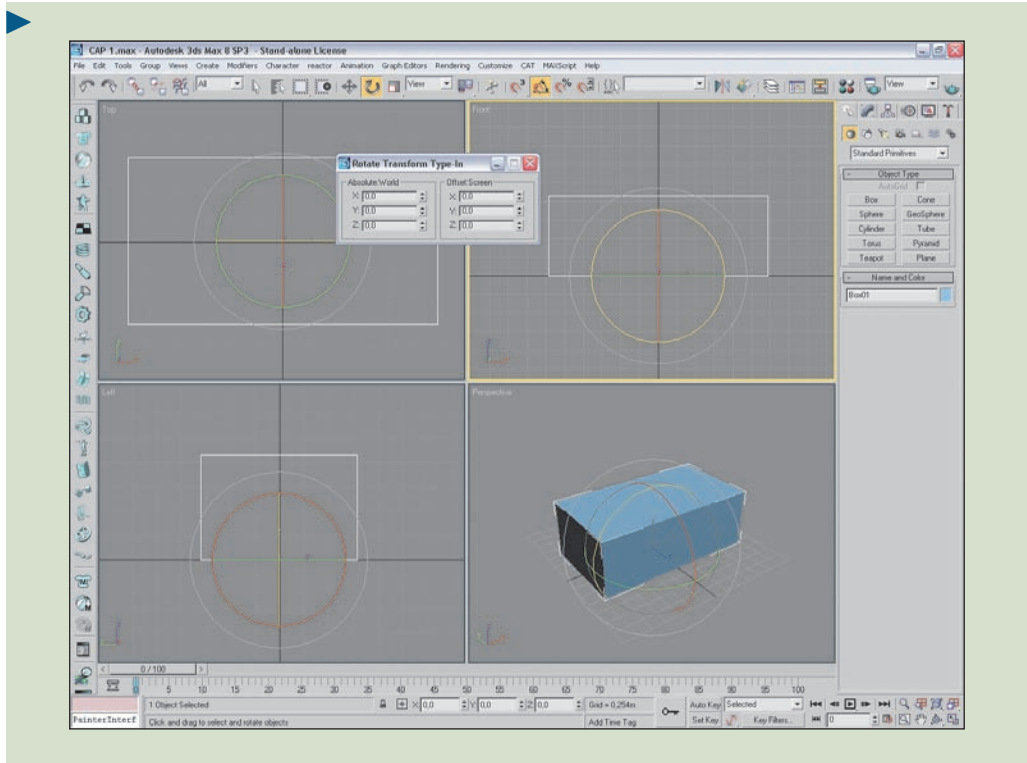 CAP 1.max - Autodesk 3ds Max 8 SP3 - Stand-alone License
File Edit Tools Group Views Create Modifiers Character reactor Animation Graph Editors Rendering Customize CAT MAXScript Help
All View View
Top
Front
Rotate Transform Type-In
Absolute:World Offset:Screen
X: 0,0 X: 0,0
Y: 0,0 Y: 0,0
Z: 0,0 Z: 0,0
Standard Primitives
- Object Type
AutoGrid
Box Cone
Sphere GeoSphere
Cylinder Tube
Torus Pyramid
Teapot Plane
- Name and Color
Box01
Left
Perspective
< 0 / 100 >
0 5 10 15 20 25 30 35 40 45 50 55 60 65 70 75 80 85 90 95 100
1 Object Selected X 0,0 Y 0,0 Z 0,0 Grid = 0,254m Auto Key Selected
PainterInterf Click and drag to select and rotate objects Add Time Tag Set Key Key Filters... 0